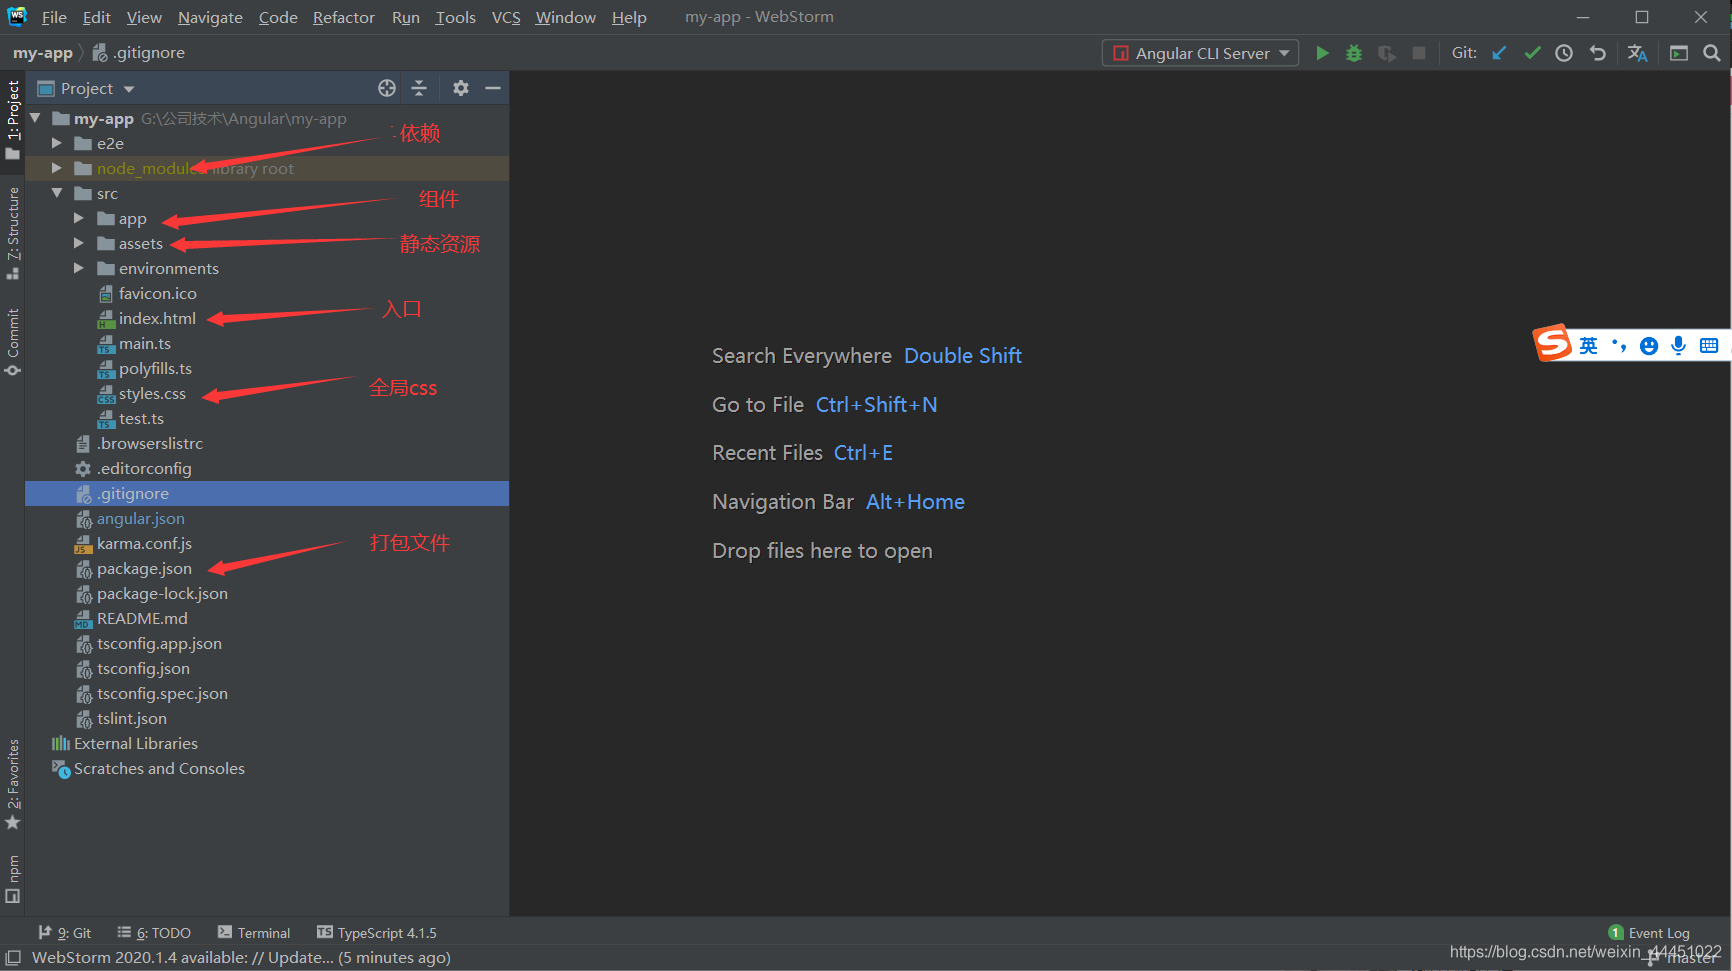 File Edit View Navigate Code Refactor Run Tools VCS Window Help my-app - WebStorm
my-app .gitignore Angular CLI Server Git:
Project
my-app G:\公司技术\Angular\my-app
依赖
e2e
node_module library root
src
组件
app
静态资源
assets
environments
favicon.ico
入口
index.html
main.ts
polyfills.ts
全局css
styles.css
test.ts
.browserslistrc
.editorconfig
.gitignore
angular.json
打包文件
karma.conf.js
package.json
package-lock.json
README.md
tsconfig.app.json
tsconfig.json
tsconfig.spec.json
tslint.json
External Libraries
Scratches and Consoles
1: Project
7: Structure
Commit
2: Favorites
npm
Search Everywhere Double Shift
Go to File Ctrl+Shift+N
Recent Files Ctrl+E
Navigation Bar Alt+Home
Drop files here to open
英
9: Git 6: TODO Terminal TypeScript 4.1.5
1 Event Log
WebStorm 2020.1.4 available: // Update... (5 minutes ago)
master
https://blog.csdn.net/weixin_44451022